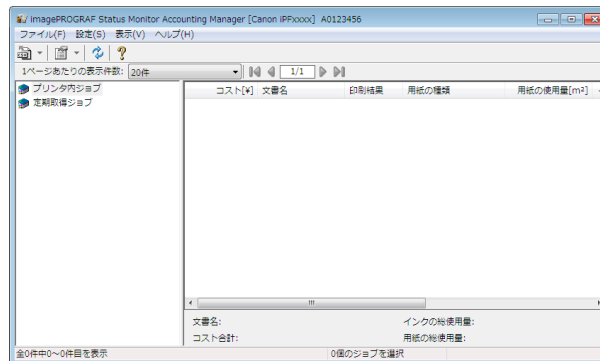 imagePROGRAF Status Monitor Accounting Manager [Canon iPFxxxx] A0123456
ファイル(F) 設定(S) 表示(V) ヘルプ(H)
1ページあたりの表示件数: 20件 1/1
プリンタ内ジョブ
定期取得ジョブ
コスト[¥] 文書名 印刷結果 用紙の種類 用紙の使用量[m²]
文書名: インクの総使用量:
コスト合計: 用紙の総使用量:
全0件中0～0件目を表示 0個のジョブを選択